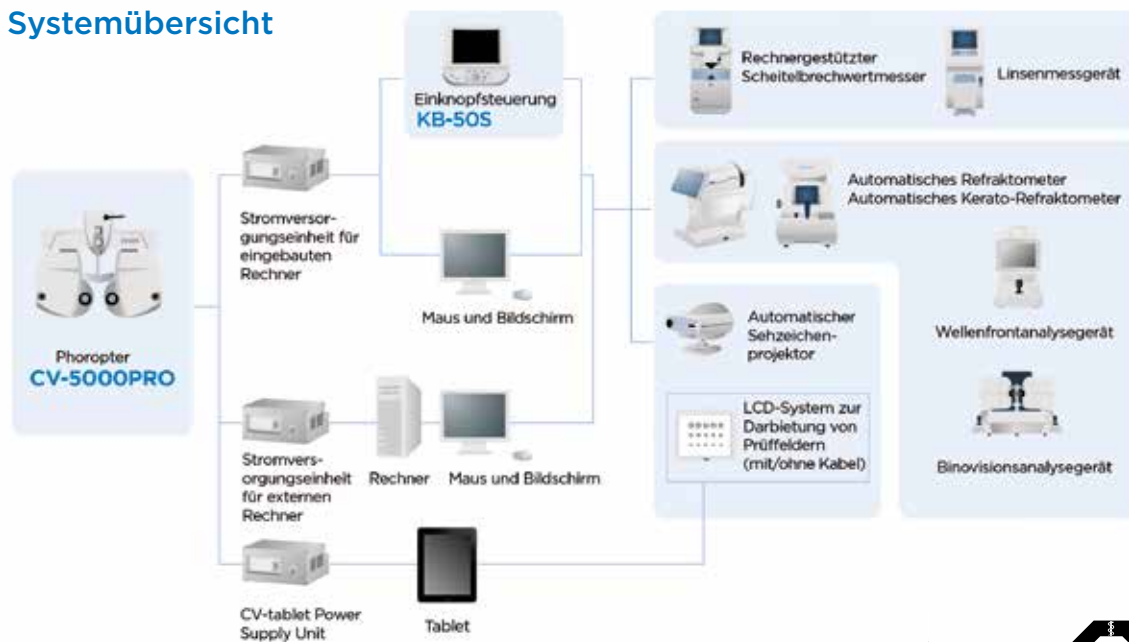 Systemübersicht
Einknopfsteuerung
KB-50S
Rechnergestützter
Scheitelbrechwertmesser
Linsenmessgerät
Stromversor-
gungseinheit für
eingebauten
Rechner
Maus und Bildschirm
Automatisches Refraktometer
Automatisches Kerato-Refraktometer
Wellenfrontanalysegerät
Binovisionsanalysegerät
Phoropter
CV-5000PRO
Automatischer
Sehzeichen-
projektor
LCD-System zur
Darbietung von
Prüffeldern
(mit/ohne Kabel)
Stromvers-
orgungseinheit
für externen
Rechner
Rechner
Maus und Bildschirm
CV-tablet Power
Supply Unit
Tablet